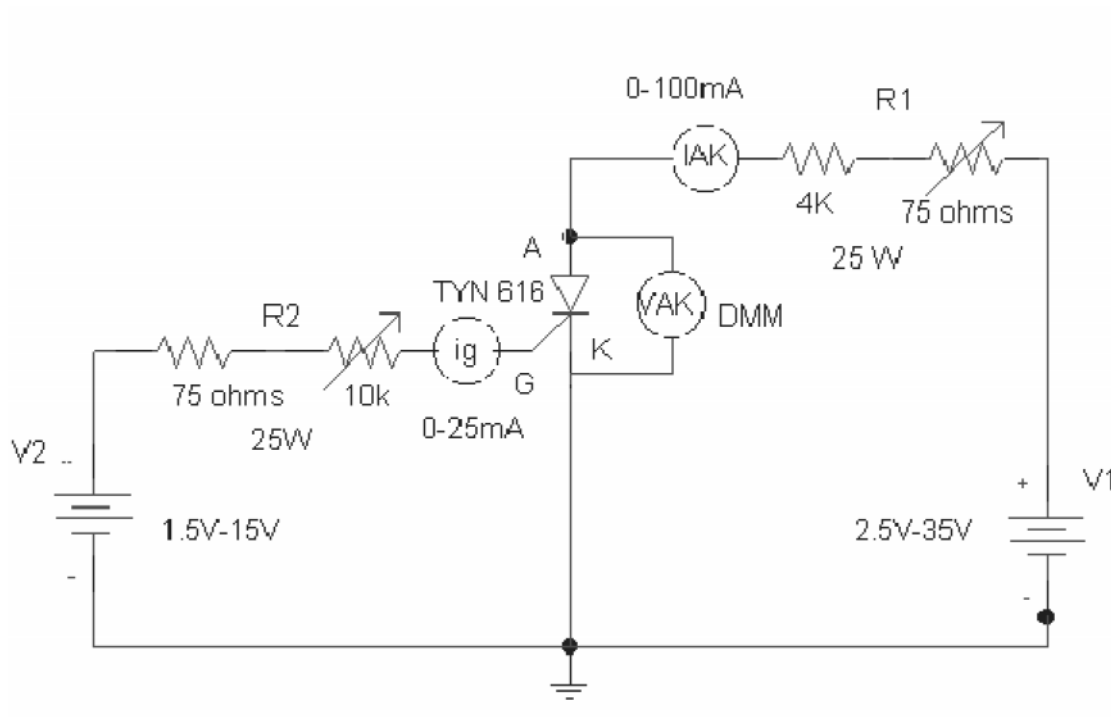 0-100mA
R1
IAK
4K
75 ohms
25 W
A
TYN 616
VAK
DMM
R2
ig
K
G
75 ohms
10k
25W
0-25mA
V2
1.5V-15V
-
+
V1
2.5V-35V
-